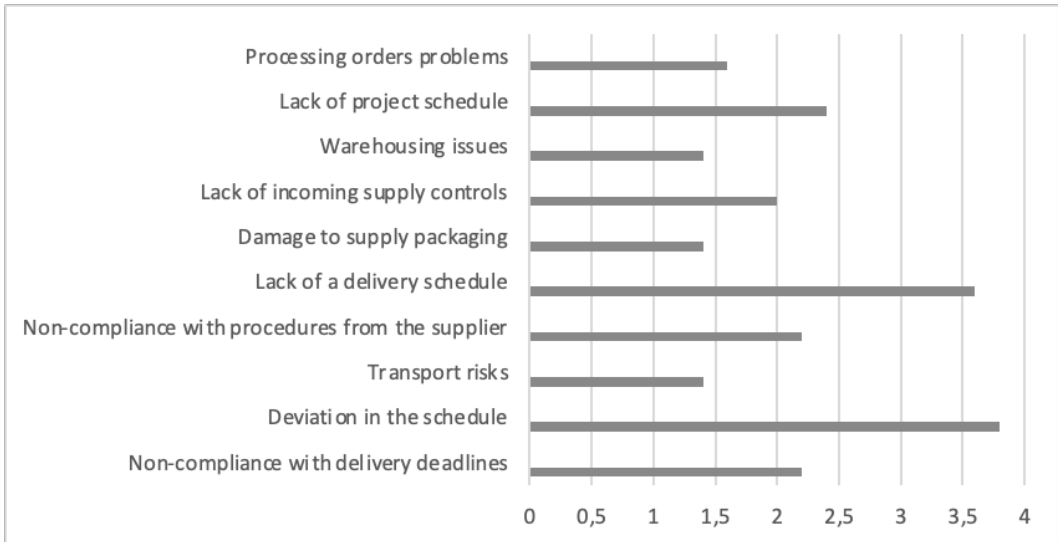 Processing orders problems
Lack of project schedule
Warehousing issues
Lack of incoming supply controls
Damage to supply packaging
Lack of a delivery schedule
Non-compliance with procedures from the supplier
Transport risks
Deviation in the schedule
Non-compliance with delivery deadlines
0 0,5 1 1,5 2 2,5 3 3,5 4